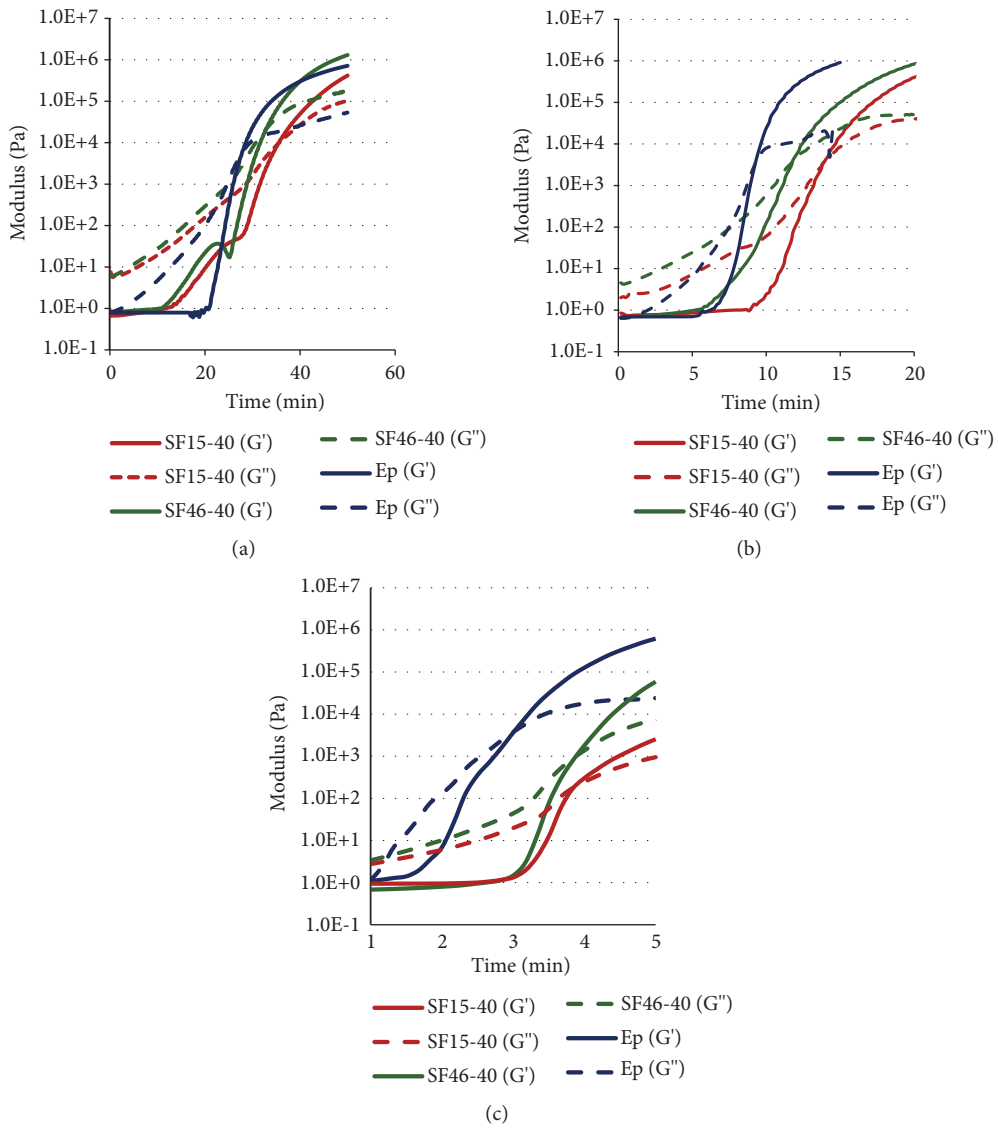 1.0E+7
1.0E+6
1.0E+5
1.0E+4
1.0E+3
1.0E+2
1.0E+1
1.0E+0
1.0E-1
Modulus (Pa)
0 20 40 60
Time (min)
SF15-40 (G') SF46-40 (G'')
SF15-40 (G'') Ep (G')
SF46-40 (G') Ep (G'')
(a)
1.0E+7
1.0E+6
1.0E+5
1.0E+4
1.0E+3
1.0E+2
1.0E+1
1.0E+0
1.0E-1
Modulus (Pa)
0 5 10 15 20
Time (min)
SF15-40 (G') SF46-40 (G'')
SF15-40 (G'') Ep (G')
SF46-40 (G') Ep (G'')
(b)
1.0E+7
1.0E+6
1.0E+5
1.0E+4
1.0E+3
1.0E+2
1.0E+1
1.0E+0
1.0E-1
Modulus (Pa)
1 2 3 4 5
Time (min)
SF15-40 (G') SF46-40 (G'')
SF15-40 (G'') Ep (G')
SF46-40 (G') Ep (G'')
(c)